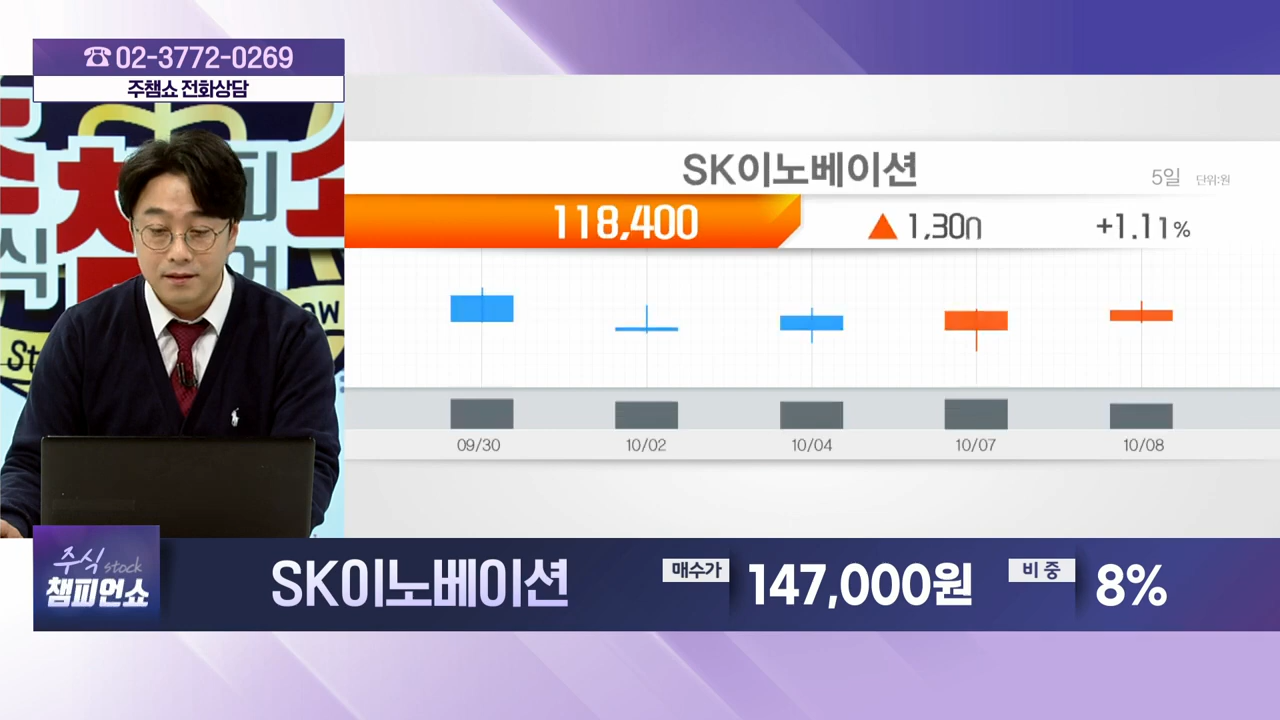 ☎02-3772-0269
주챔쇼 전화상담
SK이노베이션
5일 단위:원
118,400
▲ 1,300
+1.11%
09/30
10/02
10/04
10/07
10/08
주식 stock
챔피언쇼
SK이노베이션
매수가
147,000원
비중
8%